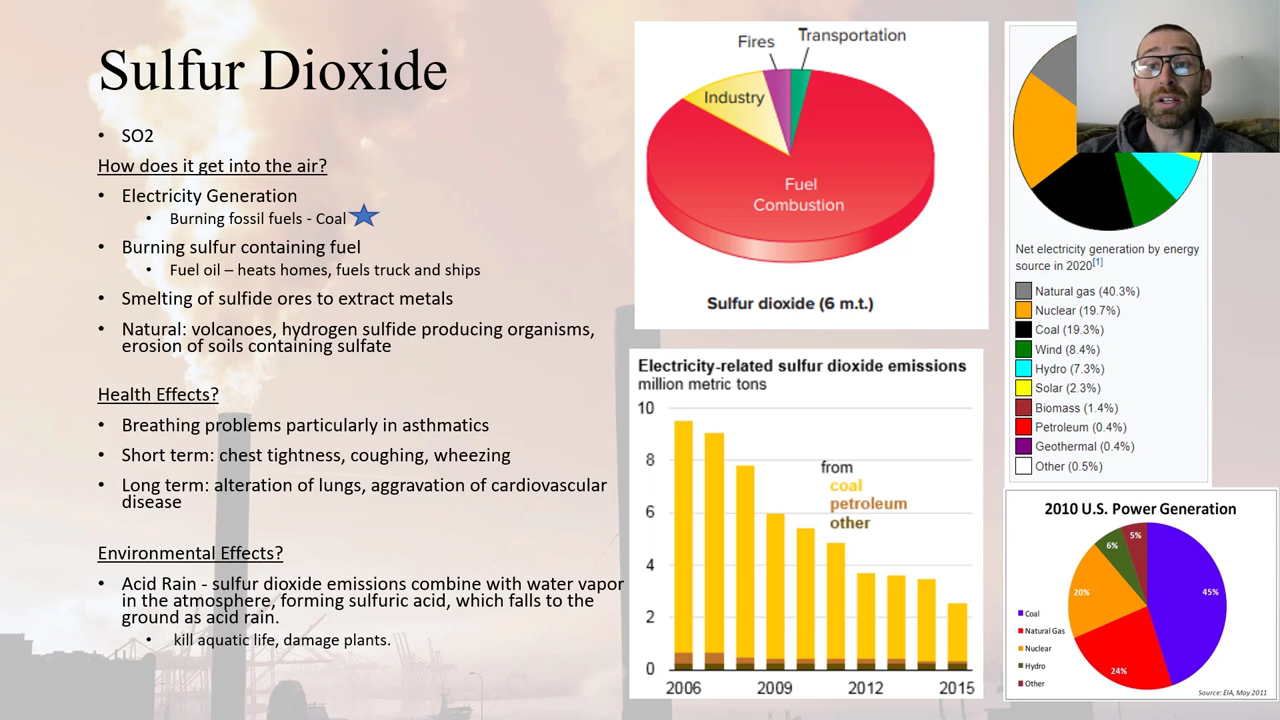 Sulfur Dioxide
• SO2
How does it get into the air?
• Electricity Generation
• Burning fossil fuels - Coal
• Burning sulfur containing fuel
• Fuel oil – heats homes, fuels truck and ships
• Smelting of sulfide ores to extract metals
• Natural: volcanoes, hydrogen sulfide producing organisms,
erosion of soils containing sulfate
Health Effects?
• Breathing problems particularly in asthmatics
• Short term: chest tightness, coughing, wheezing
• Long term: alteration of lungs, aggravation of cardiovascular
disease
Environmental Effects?
• Acid Rain - sulfur dioxide emissions combine with water vapor
in the atmosphere, forming sulfuric acid, which falls to the
ground as acid rain.
• kill aquatic life, damage plants.
Fires
Transportation
Industry
Fuel
Combustion
Sulfur dioxide (6 m.t.)
Electricity-related sulfur dioxide emissions
million metric tons
10
8
6
4
2
0
from
coal
petroleum
other
2006
2009
2012
2015
Net electricity generation by energy
source in 2020[1]
Natural gas (40.3%)
Nuclear (19.7%)
Coal (19.3%)
Wind (8.4%)
Hydro (7.3%)
Solar (2.3%)
Biomass (1.4%)
Petroleum (0.4%)
Geothermal (0.4%)
Other (0.5%)
2010 U.S. Power Generation
5%
6%
45%
20%
24%
Coal
Natural Gas
Nuclear
Hydro
Other
Source: EIA, May 2011